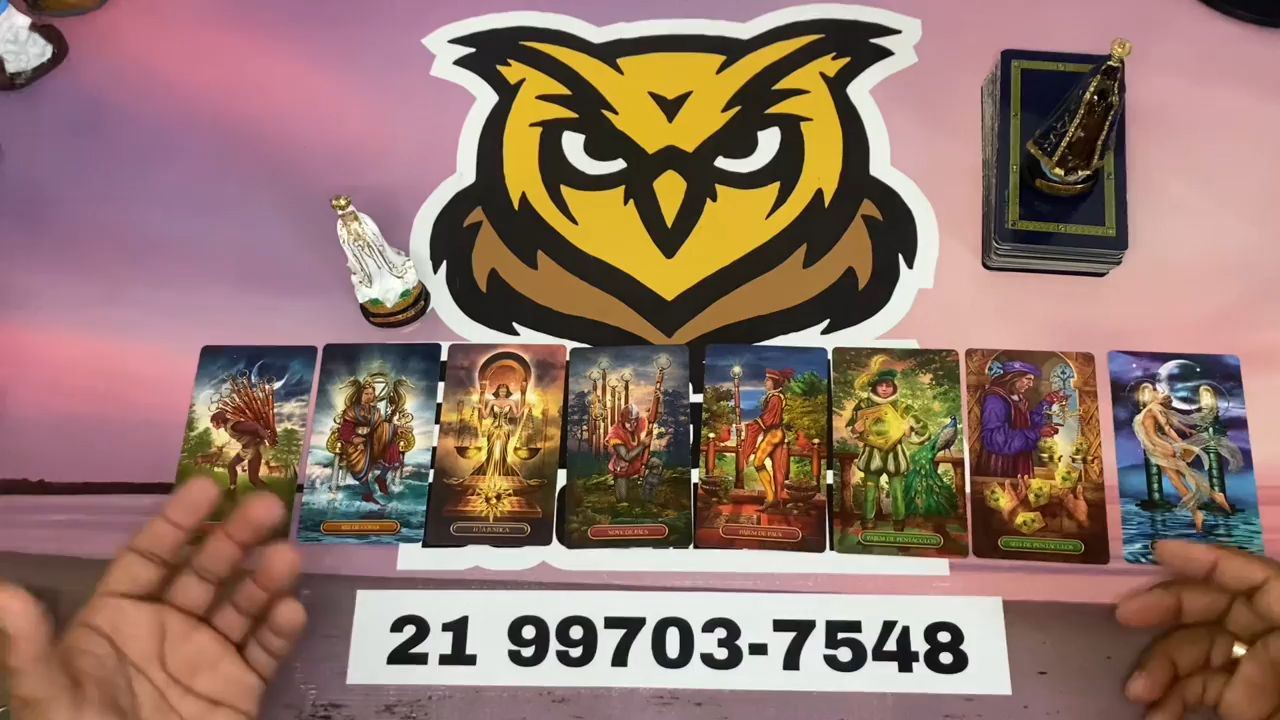 REI DE COPAS
11 A JUSTIÇA
NOVE DE PAUS
PAJEM DE PAUS
PAJEM DE PENTÁCULOS
SEIS DE PENTÁCULOS
21 99703-7548